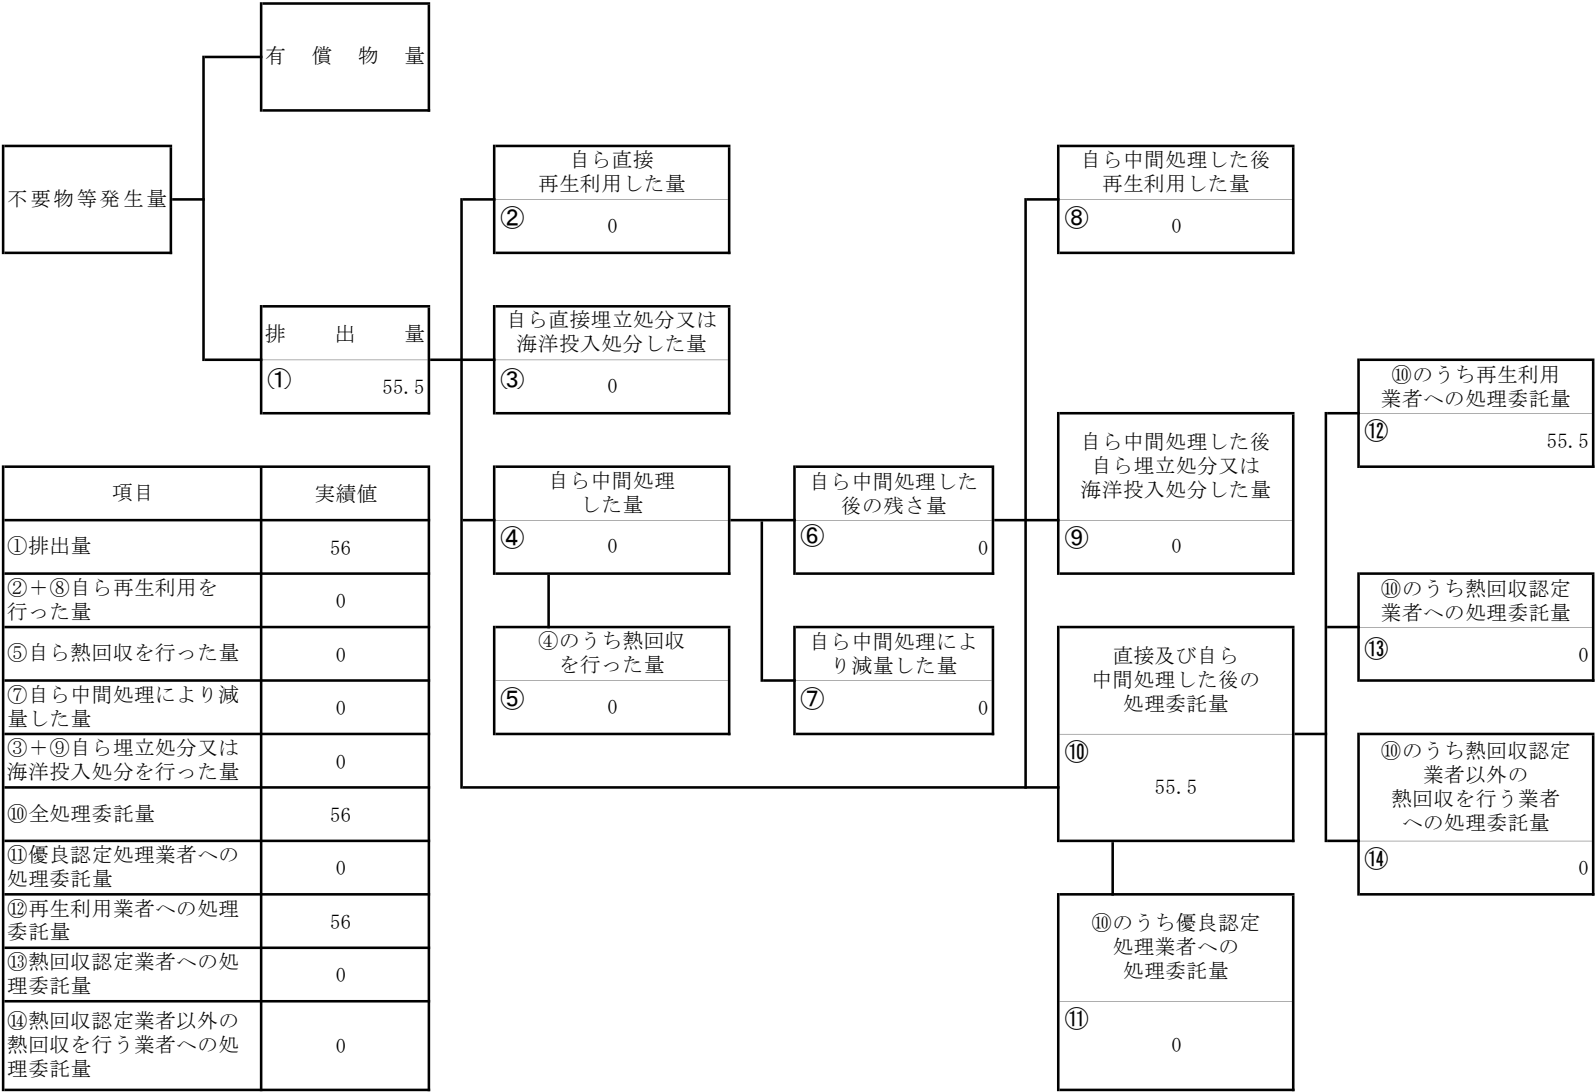 有償物量
不要物等発生量
排出量
① 55.5
自ら直接
再生利用した量
② 0
自ら直接埋立処分又は
海洋投入処分した量
③ 0
自ら中間処理
した量
④ 0
④のうち熱回収
を行った量
⑤ 0
自ら中間処理した
後の残さ量
⑥ 0
自ら中間処理によ
り減量した量
⑦ 0
自ら中間処理した後
再生利用した量
⑧ 0
自ら中間処理した後
自ら埋立処分又は
海洋投入処分した量
⑨ 0
直接及び自ら
中間処理した後の
処理委託量
⑩
55.5
⑩のうち優良認定
処理業者への
処理委託量
⑪
0
⑩のうち再生利用
業者への処理委託量
⑫ 55.5
⑩のうち熱回収認定
業者への処理委託量
⑬ 0
⑩のうち熱回収認定
業者以外の
熱回収を行う業者
への処理委託量
⑭ 0
項目 実績値
①排出量 56
②+⑧自ら再生利用を
行った量 0
⑤自ら熱回収を行った量 0
⑦自ら中間処理により減
量した量 0
③+⑨自ら埋立処分又は
海洋投入処分を行った量 0
⑩全処理委託量 56
⑪優良認定処理業者への
処理委託量 0
⑫再生利用業者への処理
委託量 56
⑬熱回収認定業者への処
理委託量 0
⑭熱回収認定業者以外の
熱回収を行う業者への処 0
理委託量